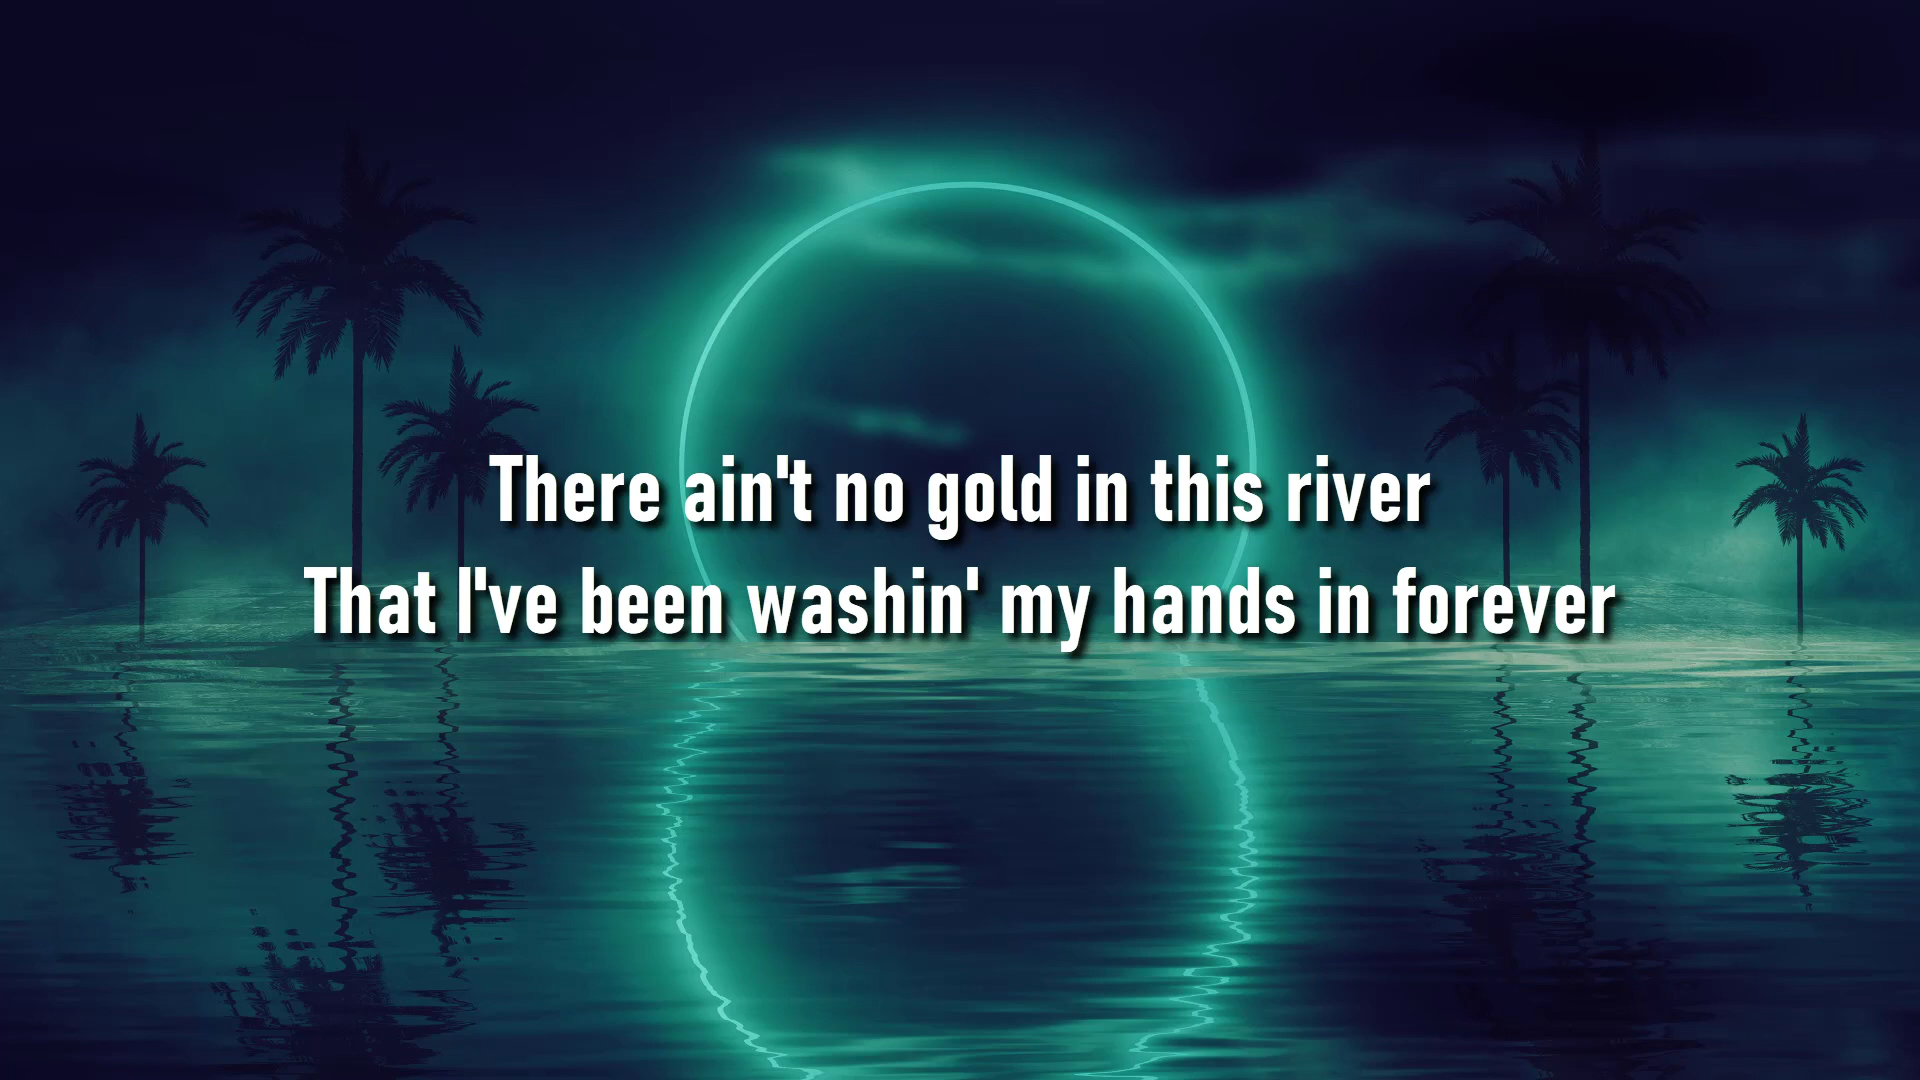 There ain't no gold in this river
That I've been washin' my hands in forever